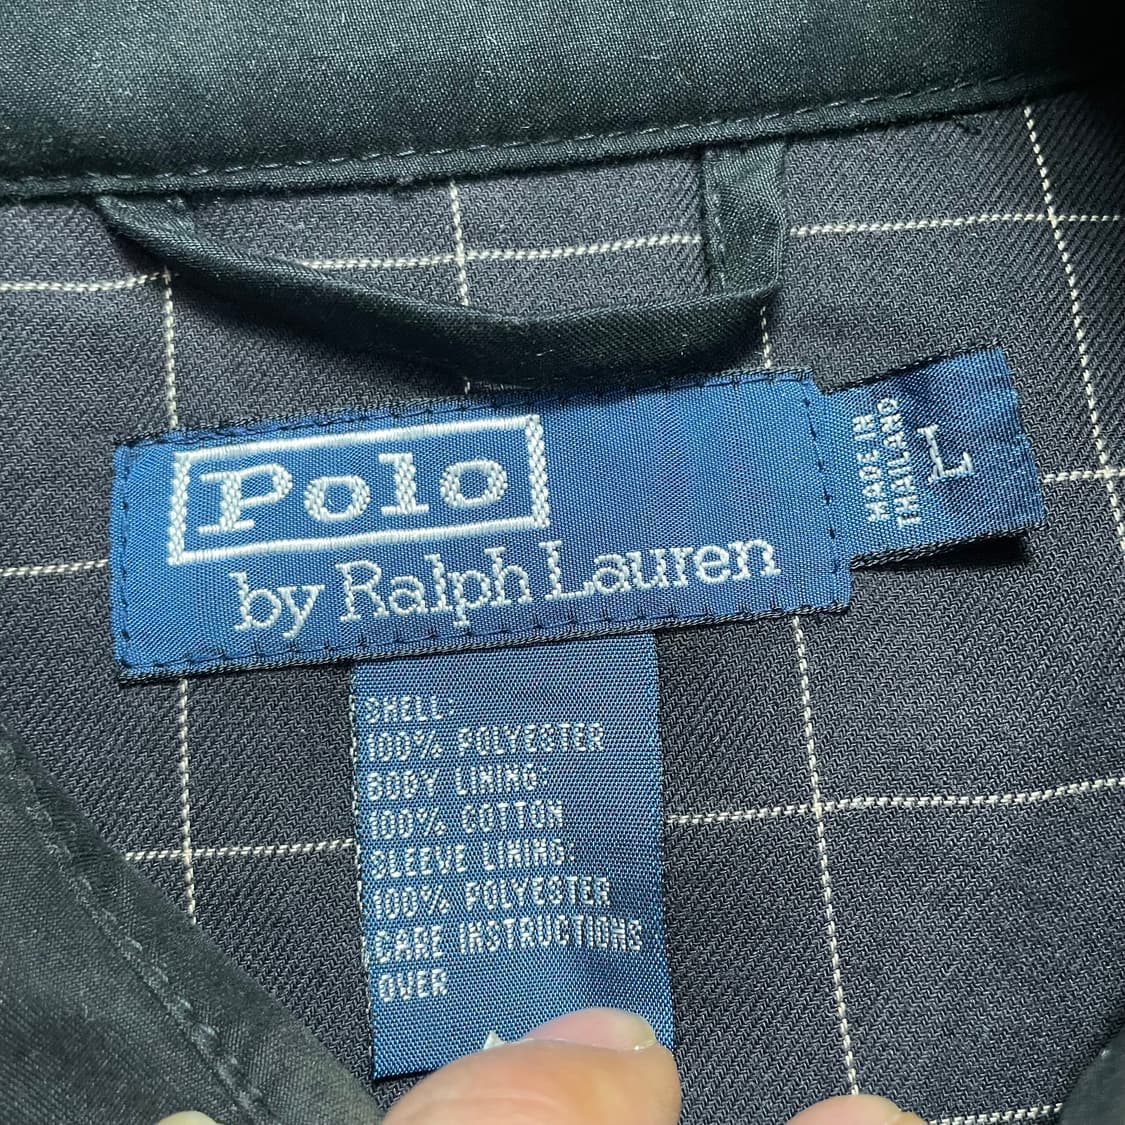 Polo
by Ralph Lauren
MADE IN
THAILAND
L
SHELL:
100% POLYESTER
BODY LINING:
100% COTTON
SLEEVE LINING:
100% POLYESTER
CARE INSTRUCTIONS
OVER